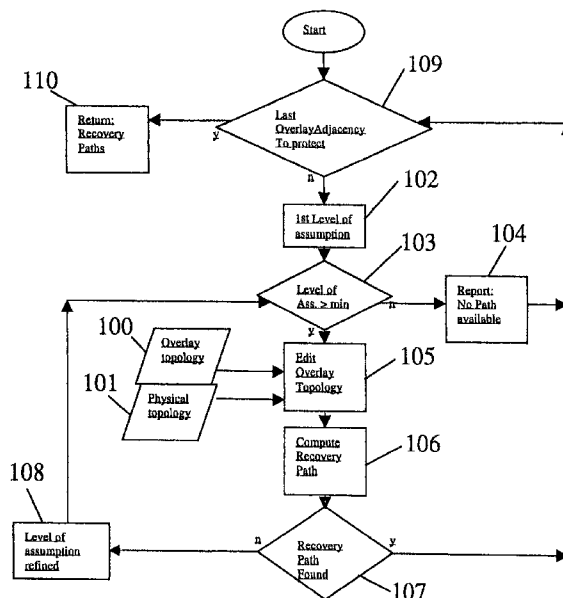 Start
109
110
Return:
Recovery
Paths
y
Last
OverlayAdjacency
To protect
n
102
1st Level of
assumption
103
104
Level of
Ass. > min
n
Report:
No Path
available
y
100
Overlay
topology
105
Edit
Overlay
Topology
101
Physical
topology
106
Compute
Recovery
Path
108
Level of
assumption
refined
n
Recovery
Path
Found
y
107